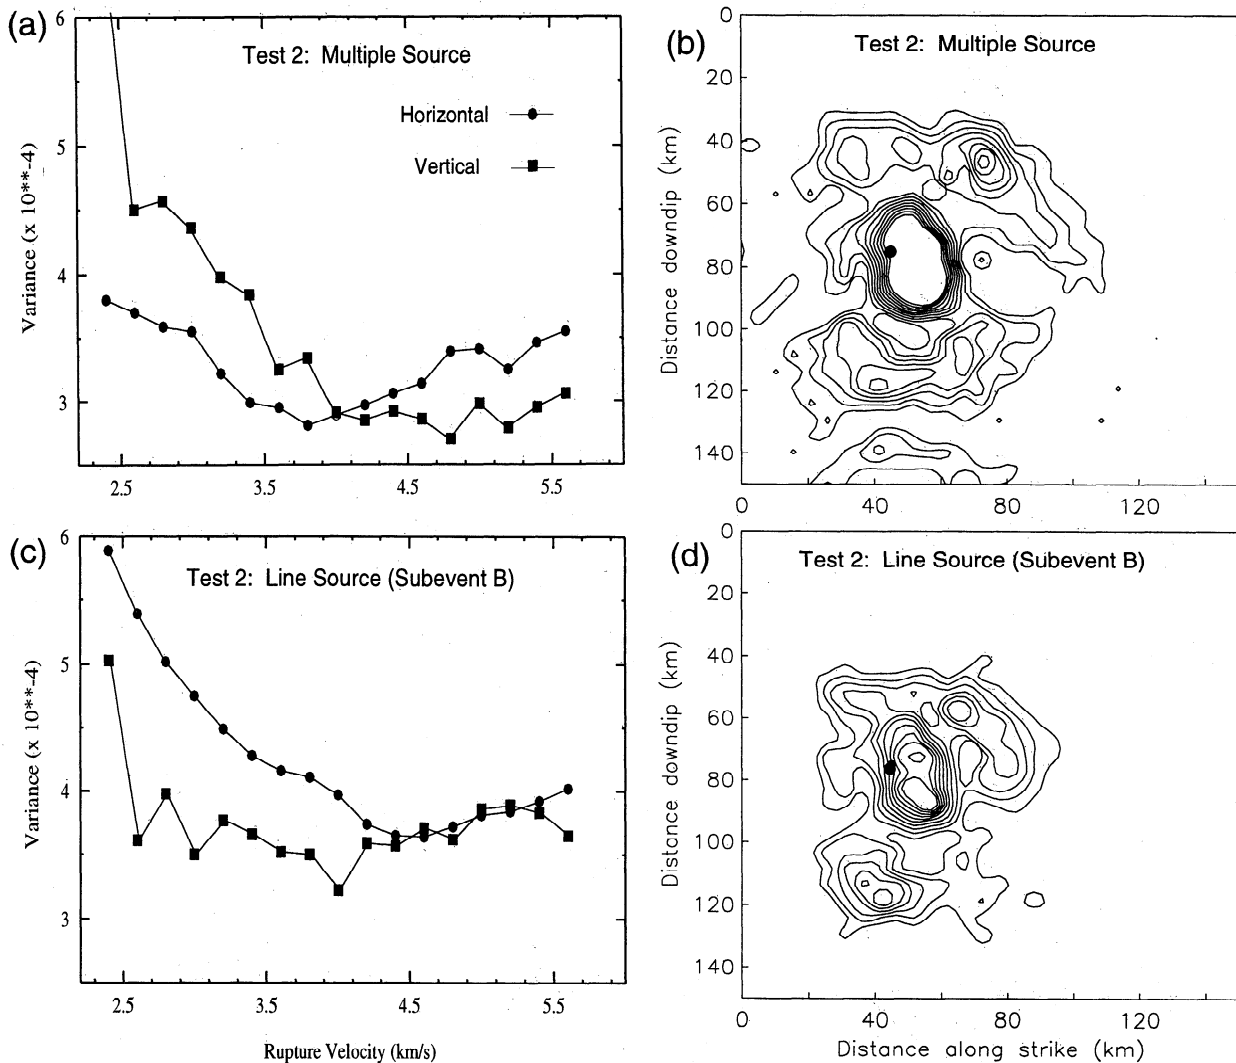 (a)
Test 2: Multiple Source
Horizontal
Vertical
Variance (x 10**-4)
6
5
4
3
2.5 3.5 4.5 5.5
(b)
Test 2: Multiple Source
Distance downdip (km)
0
20
40
60
80
100
120
140
0 40 80 120
(c)
Test 2: Line Source (Subevent B)
Variance (x 10**-4)
6
5
4
3
2.5 3.5 4.5 5.5
Rupture Velocity (km/s)
(d)
Test 2: Line Source (Subevent B)
Distance downdip (km)
0
20
40
60
80
100
120
140
0 40 80 120
Distance along strike (km)